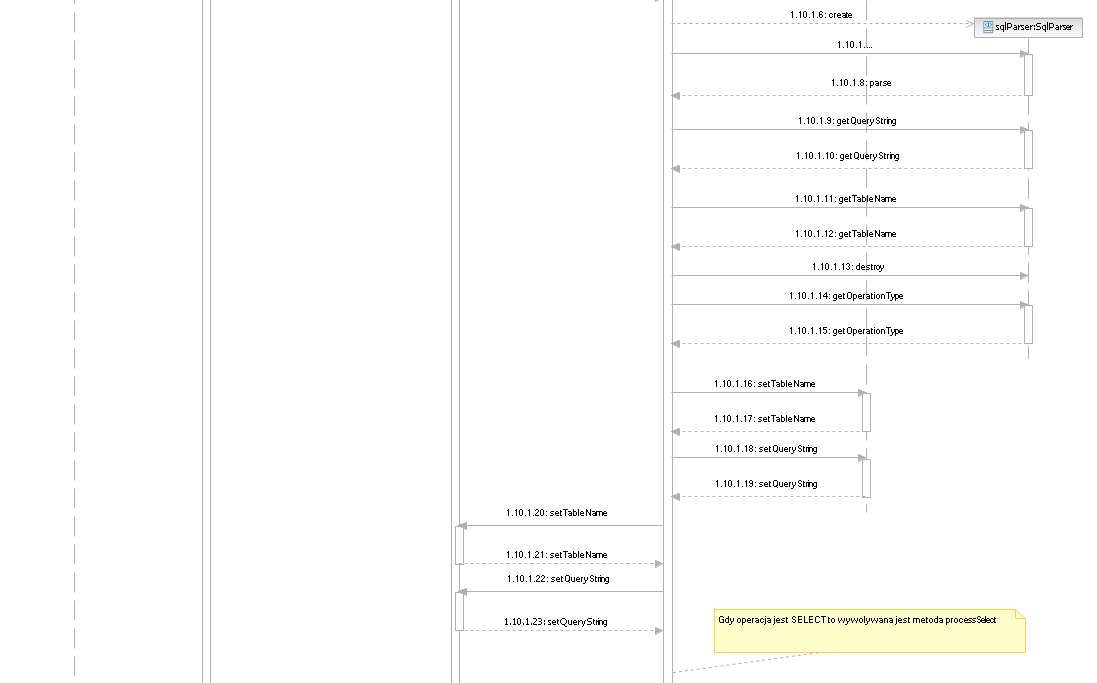 1.10.1.6: create
sqlParser:SqlParser
1.10.1....
1.10.1.8: parse
1.10.1.9: getQueryString
1.10.1.10: getQueryString
1.10.1.11: getTableName
1.10.1.12: getTableName
1.10.1.13: destroy
1.10.1.14: getOperationType
1.10.1.15: getOperationType
1.10.1.16: setTableName
1.10.1.17: setTableName
1.10.1.18: setQueryString
1.10.1.19: setQueryString
1.10.1.20: setTableName
1.10.1.21: setTableName
1.10.1.22: setQueryString
1.10.1.23: setQueryString
Gdy operacja jest SELECT to wywolywana jest metoda processSelect